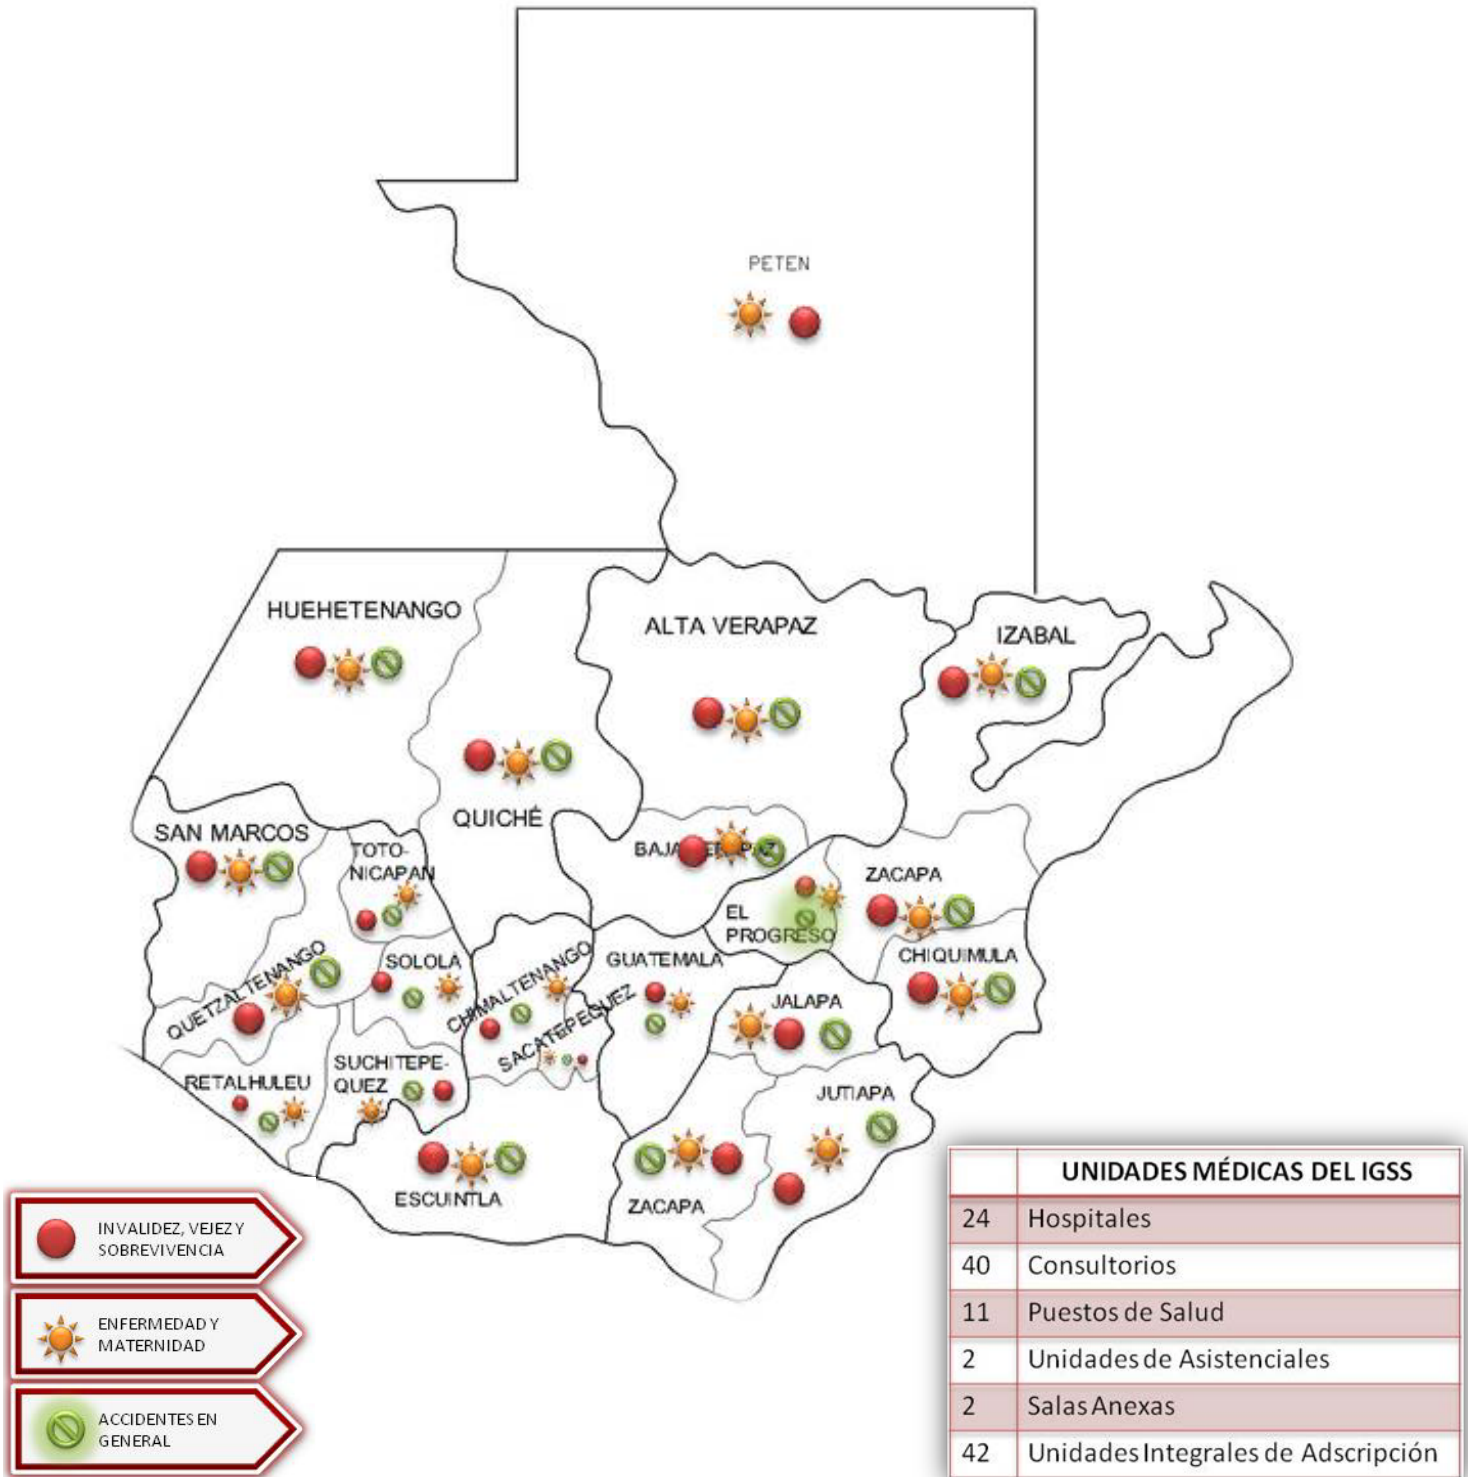 PETEN
HUEHETENANGO
ALTA VERAPAZ
IZABAL
QUICHÉ
SAN MARCOS
TOTO-
NICAPAN
BAJA VERAPAZ
ZACAPA
EL
PROGRESO
QUETZALTENANGO
SOLOLA
CHIMALTENANGO
GUATEMALA
CHIQUIMULA
SACATEPEQUEZ
JALAPA
RETALHULEU
SUCHITEPE-
QUEZ
JUTIAPA
ESCUINTLA
ZACAPA
INVALIDEZ, VEJEZ Y
SOBREVIVENCIA
ENFERMEDAD Y
MATERNIDAD
ACCIDENTES EN
GENERAL
UNIDADES MÉDICAS DEL IGSS
24 Hospitales
40 Consultorios
11 Puestos de Salud
2 Unidades de Asistenciales
2 Salas Anexas
42 Unidades Integrales de Adscripción